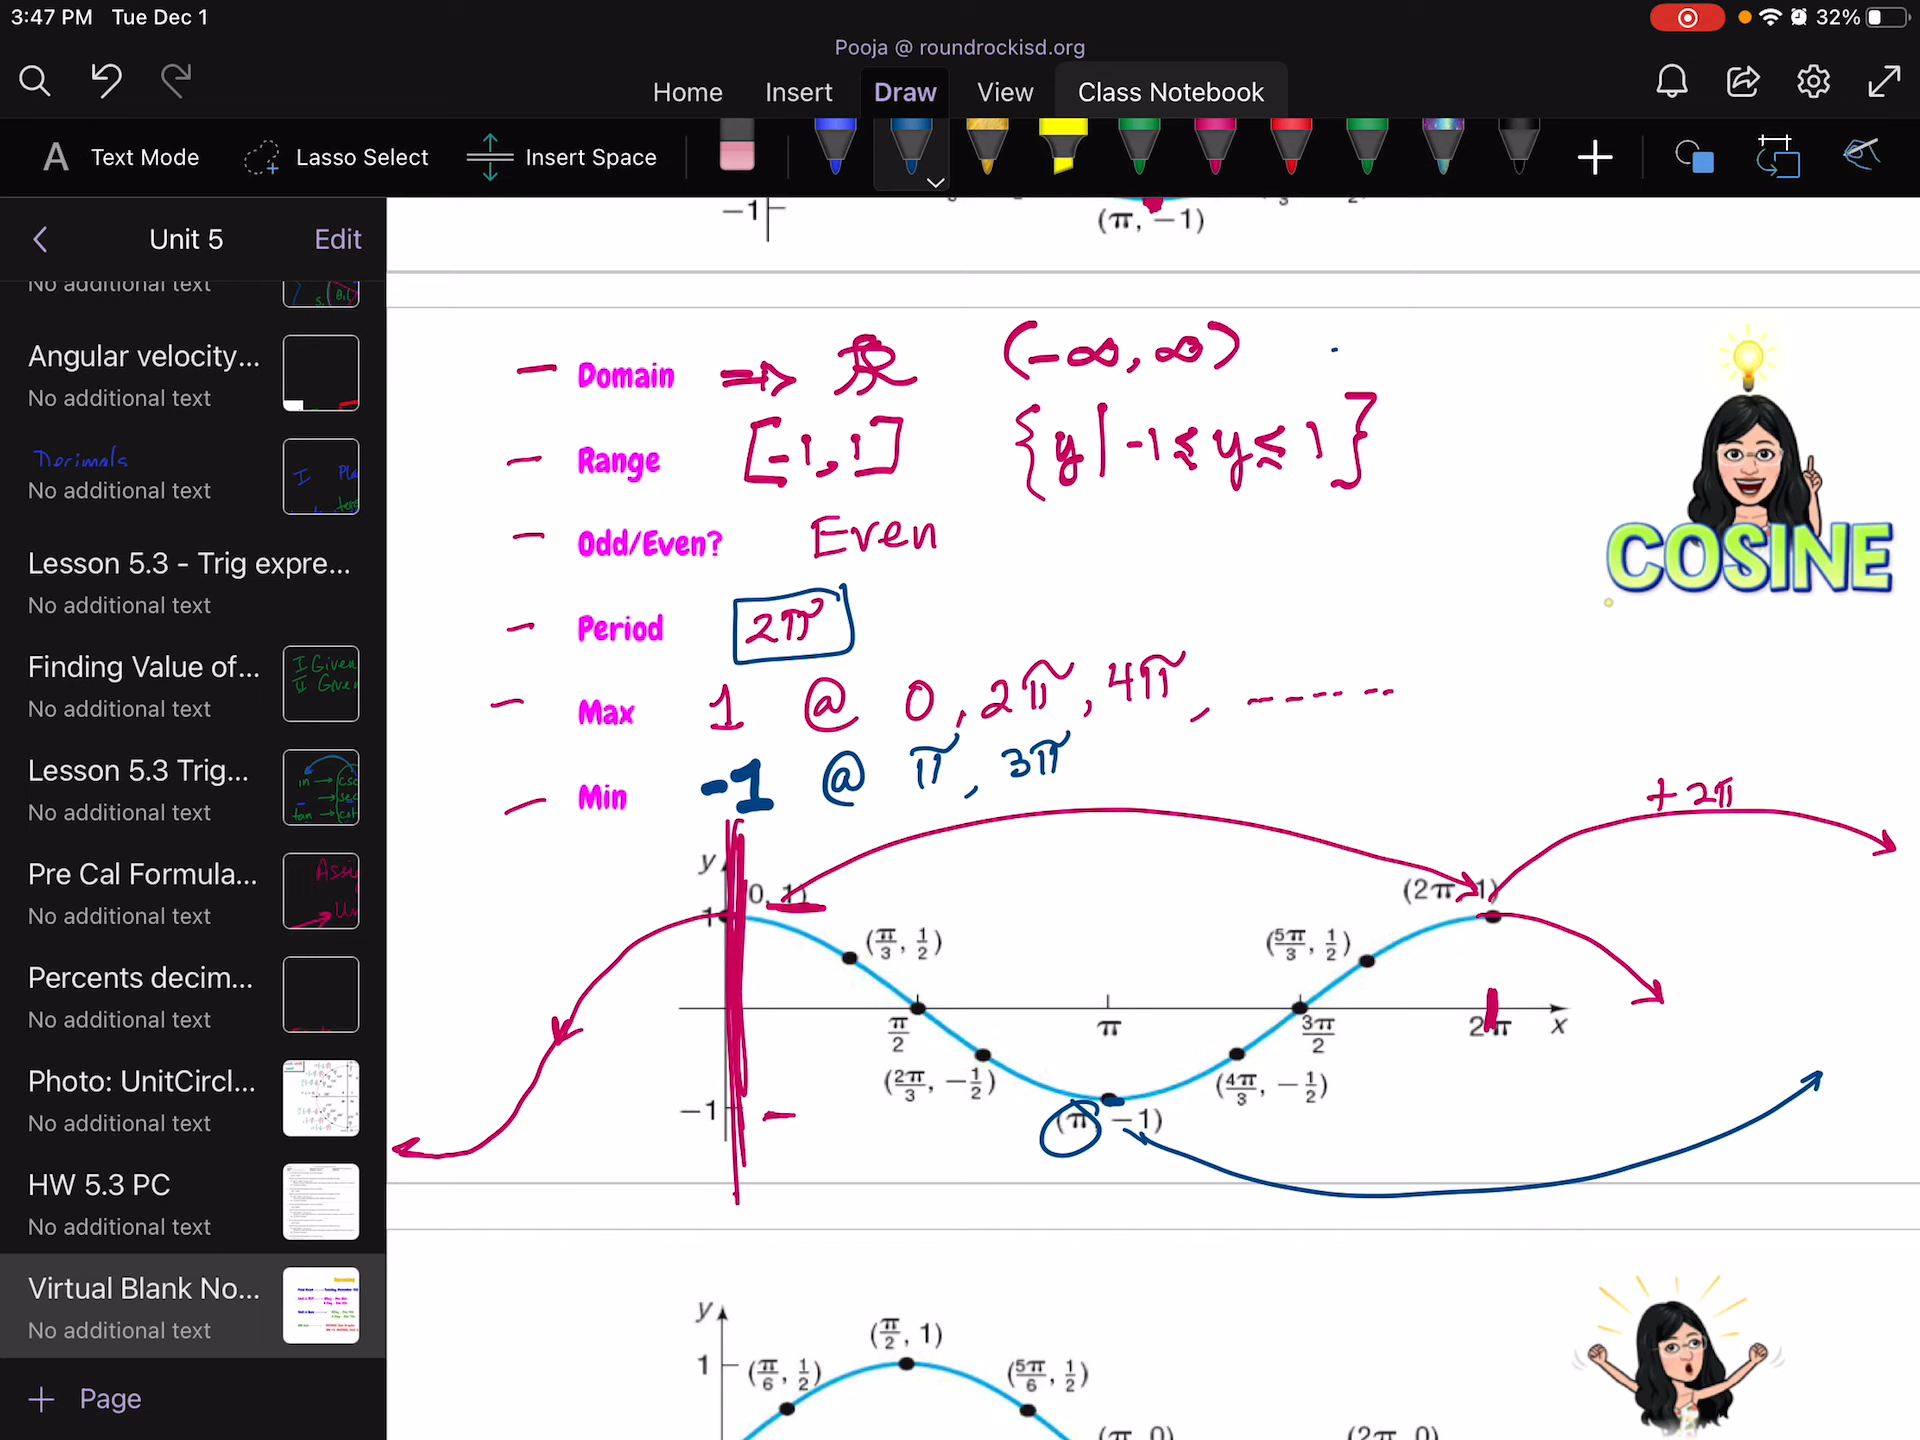 3:47 PM Tue Dec 1
32%
Pooja @ roundrockisd.org
Home Insert Draw View Class Notebook
A Text Mode Lasso Select Insert Space
Unit 5 Edit
No additional text
Angular velocity...
No additional text
Decimals
No additional text
Lesson 5.3 - Trig expre...
No additional text
Finding Value of...
No additional text
Lesson 5.3 Trig...
No additional text
Pre Cal Formula...
No additional text
Percents decim...
No additional text
Photo: UnitCircl...
No additional text
HW 5.3 PC
No additional text
Virtual Blank No...
No additional text
+ Page
−1
(π, −1)
Domain ⇒ ℝ (-∞, ∞)
Range [-1, 1] {y | -1 ≤ y ≤ 1}
Odd/Even? Even
Period 2π
Max 1 @ 0, 2π, 4π, -------
Min -1 @ π, 3π
COSINE
+ 2π
y
(0, 1) (2π, 1)
1
(π/3, 1/2) (5π/3, 1/2)
π/2 π 3π/2 2π x
(2π/3, −1/2) (4π/3, −1/2)
−1 (π, −1)
y
(π/2, 1)
1 (π/6, 1/2) (5π/6, 1/2)
(π, 0) (2π, 0)